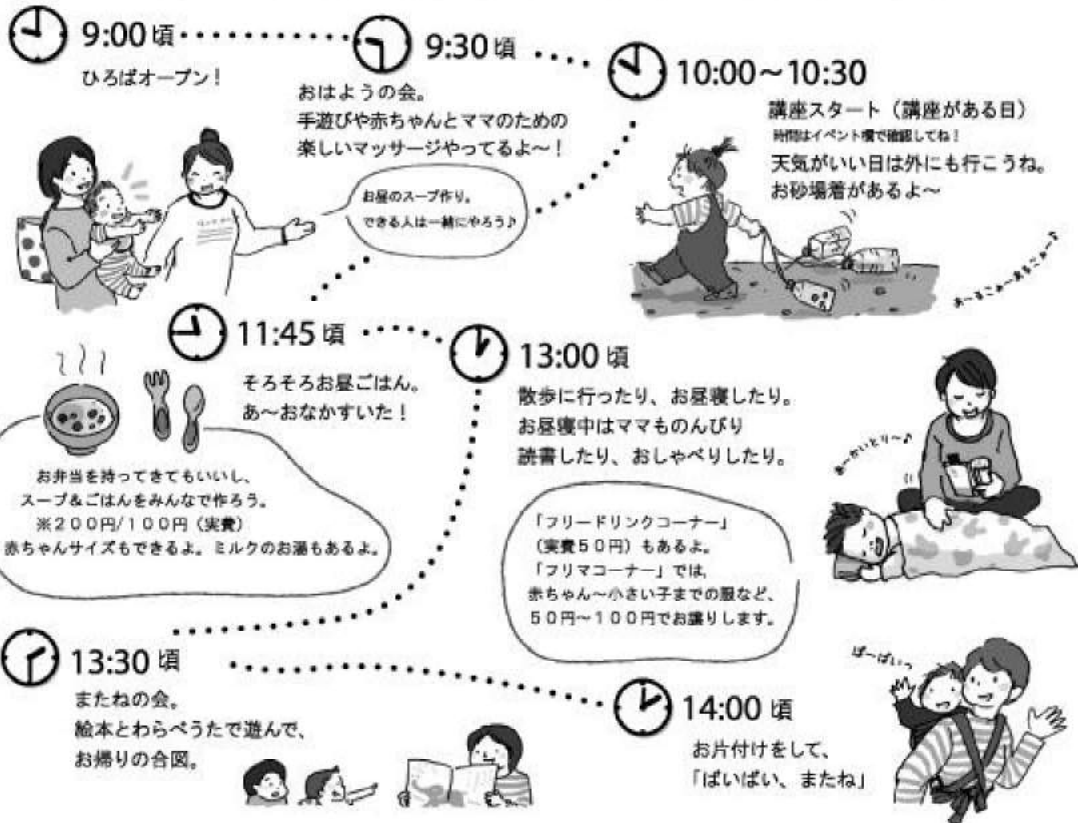 9:00頃
ひろばオープン！
9:30頃
おはようの会。
手遊びや赤ちゃんとママのための
楽しいマッサージやってるよ〜！
お昼のスープ作り。
できる人は一緒にやろう♪
10:00〜10:30
講座スタート（講座がある日）
時間はイベント欄で確認してね！
天気がいい日は外にも行こうね。
お砂場着があるよ〜
あーるこぉーあるこぉー♪
11:45頃
そろそろお昼ごはん。
あ〜おなかすいた！
お弁当を持ってきてもいいし、
スープ&ごはんをみんなで作ろう。
※200円/100円（実費）
赤ちゃんサイズもできるよ。ミルクのお湯もあるよ。
13:00頃
散歩に行ったり、お昼寝したり。
お昼寝中はママものんびり
読書したり、おしゃべりしたり。
あーかいとり〜♪
「フリードリンクコーナー」
（実費50円）もあるよ。
「フリマコーナー」では、
赤ちゃん〜小さい子までの服など、
50円〜100円でお譲りします。
13:30頃
またねの会。
絵本とわらべうたで遊んで、
お帰りの合図。
14:00頃
お片付けをして、
「ばいばい、またね」
ばーばいっ